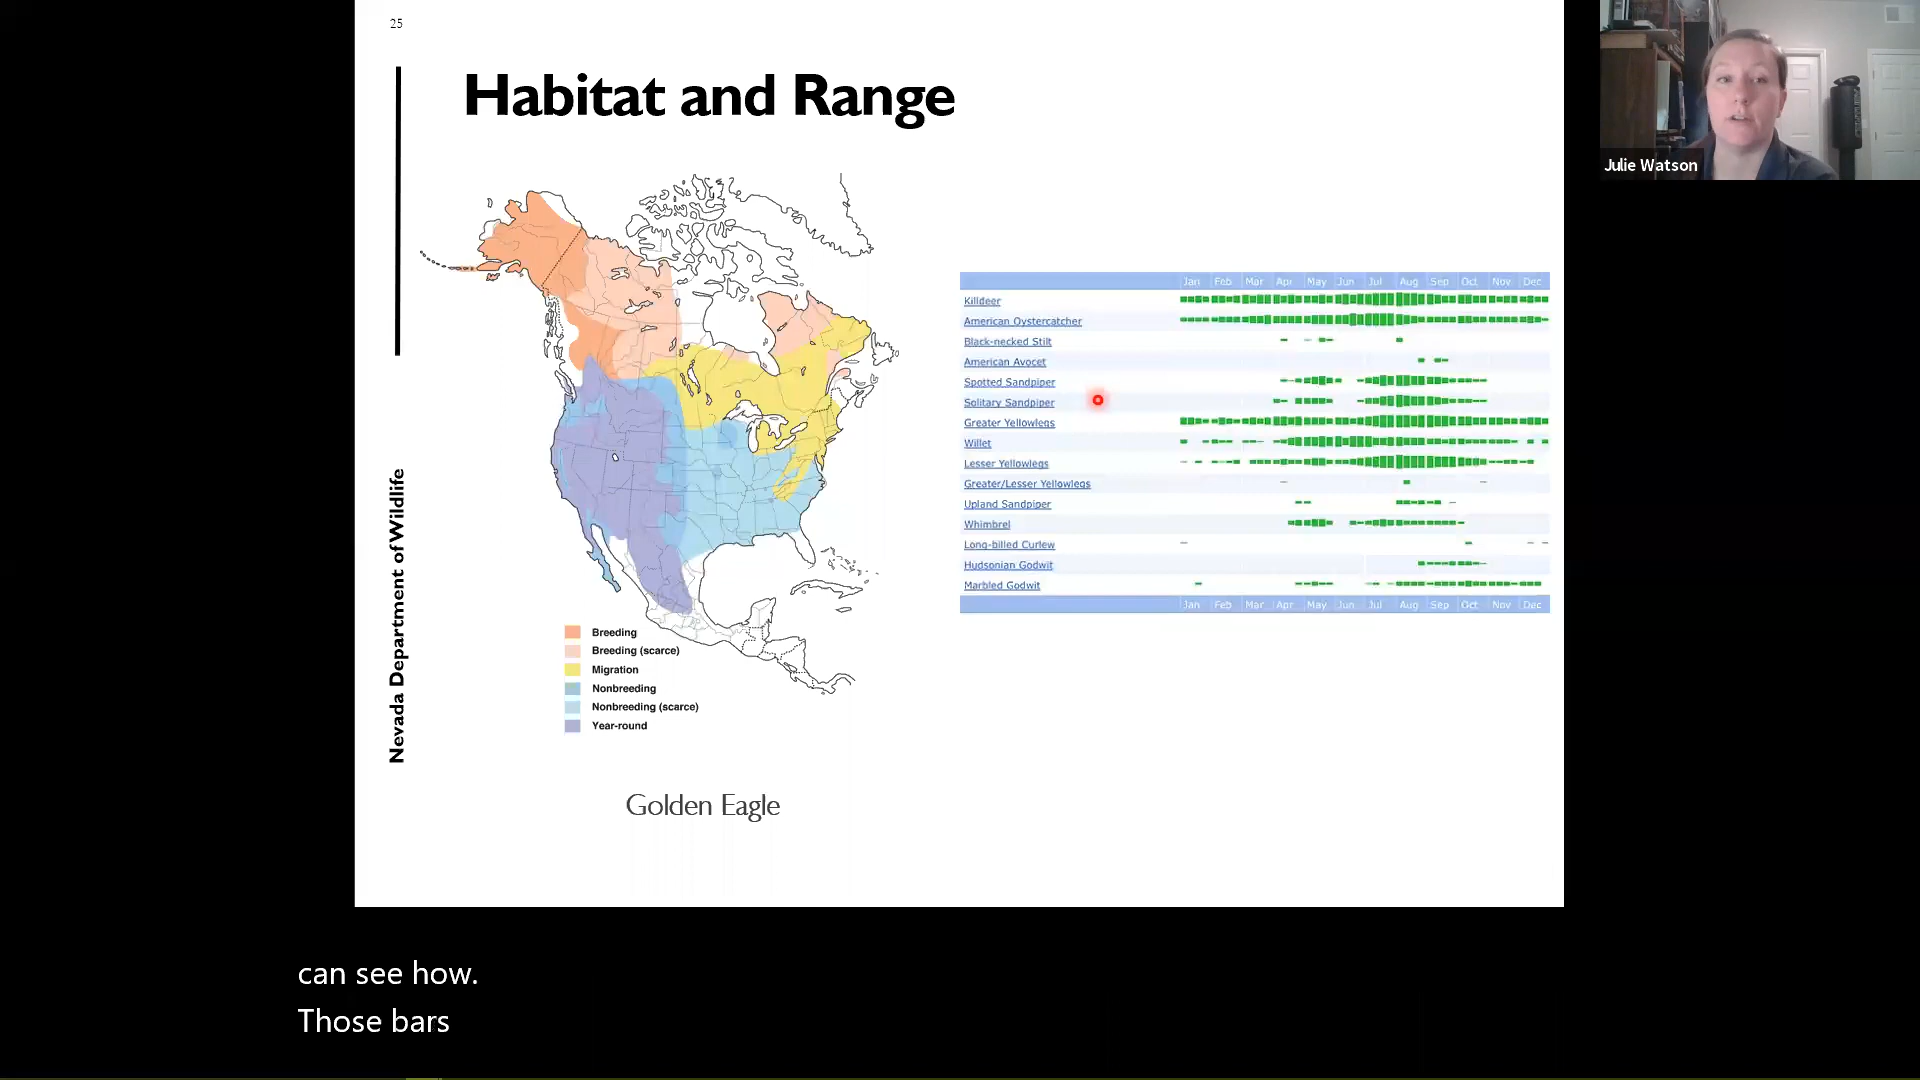 25
Habitat and Range
Julie Watson
Nevada Department of Wildlife
Breeding
Breeding (scarce)
Migration
Nonbreeding
Nonbreeding (scarce)
Year-round
Golden Eagle
Jan Feb Mar Apr May Jun Jul Aug Sep Oct Nov Dec
Killdeer
American Oystercatcher
Black-necked Stilt
American Avocet
Spotted Sandpiper
Solitary Sandpiper
Greater Yellowlegs
Willet
Lesser Yellowlegs
Greater/Lesser Yellowlegs
Upland Sandpiper
Whimbrel
Long-billed Curlew
Hudsonian Godwit
Marbled Godwit
Jan Feb Mar Apr May Jun Jul Aug Sep Oct Nov Dec
can see how.
Those bars